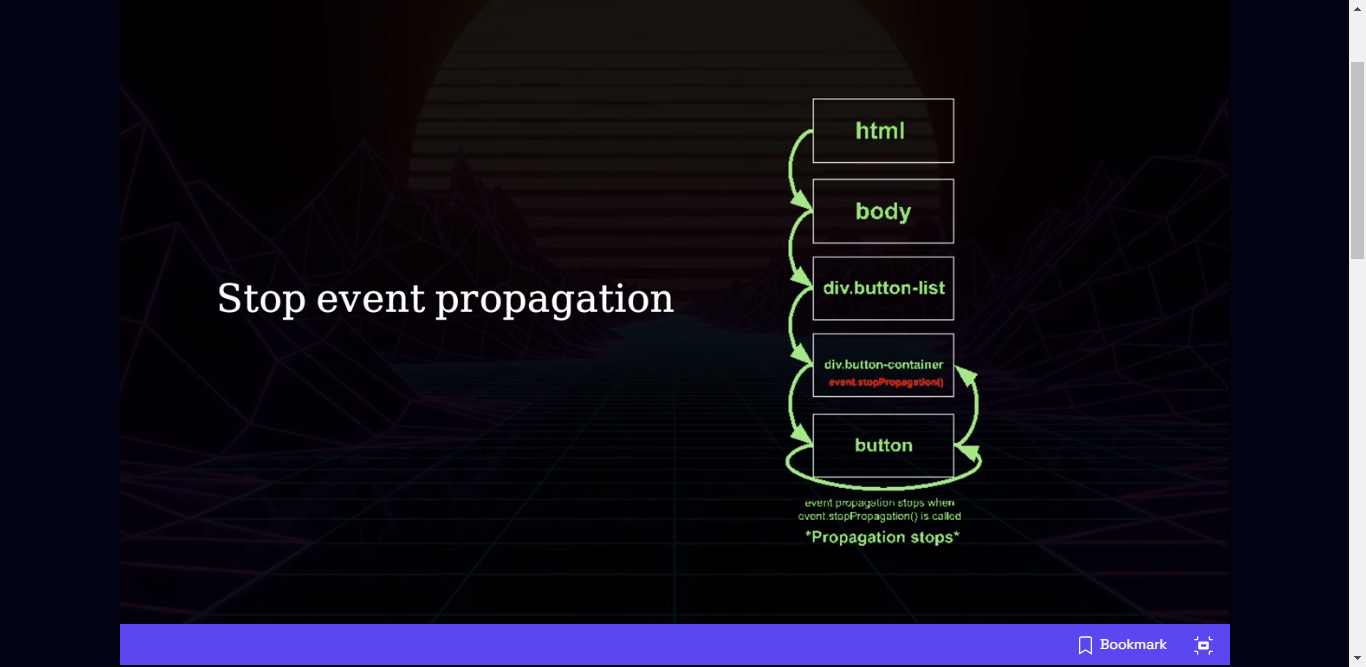 Stop event propagation
html
body
div.button-list
div.button-container
event.stopPropagation()
button
event propagation stops when
event.stopPropagation() is called
*Propagation stops*
Bookmark